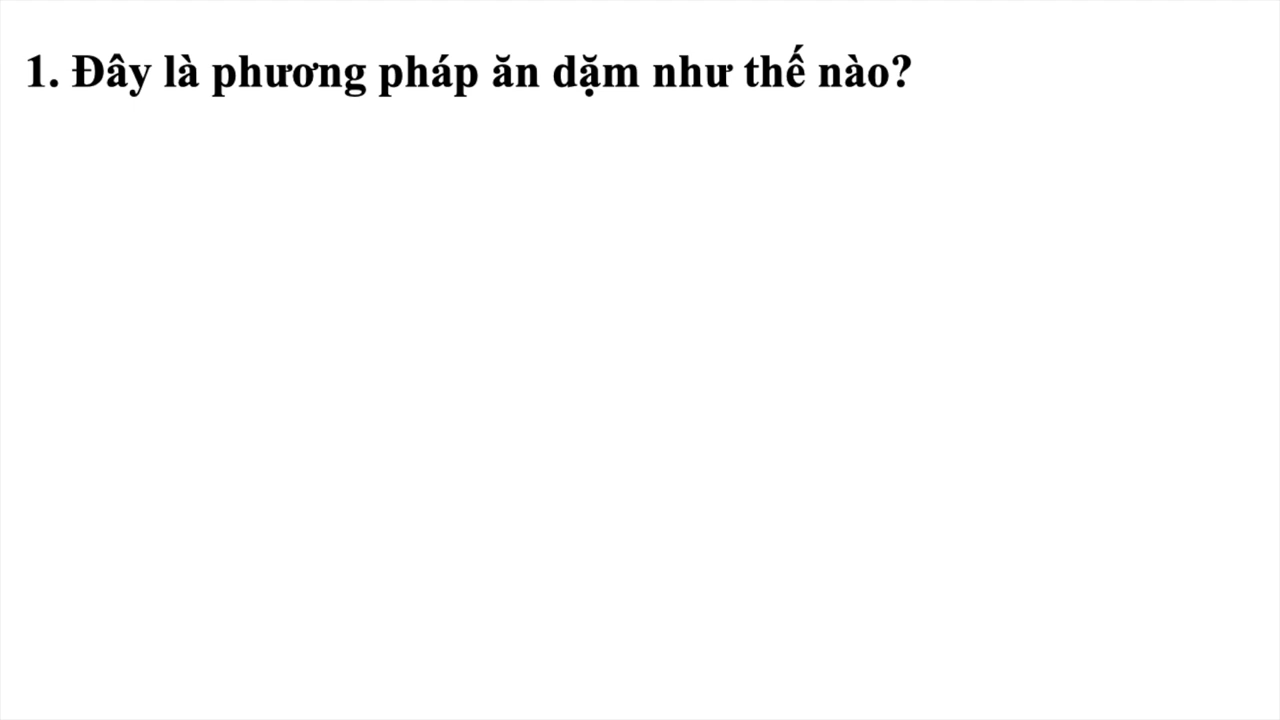 1. Đây là phương pháp ăn dặm như thế nào?